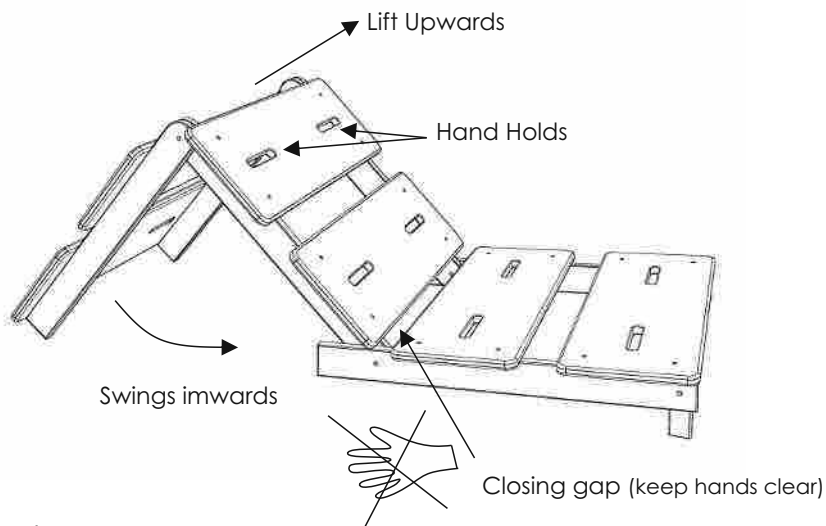 Lift Upwards
Hand Holds
Swings imwards
Closing gap (keep hands clear)